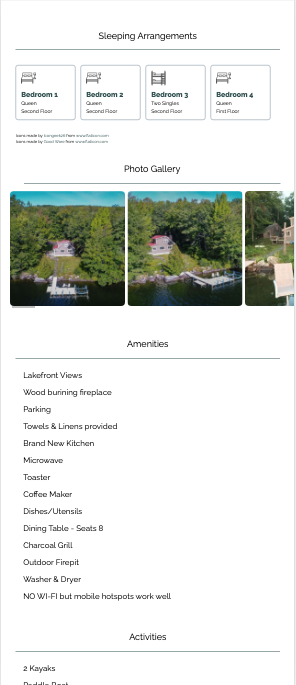 Sleeping Arrangements
Bedroom 1
Queen
Second Floor
Bedroom 2
Queen
Second Floor
Bedroom 3
Two Singles
Second Floor
Bedroom 4
Queen
First Floor
Icons made by from www.flaticon.com
Icons made by Good Ware from www.flaticon.com
Photo Gallery
Amenities
Lakefront Views
Wood burining fireplace
Parking
Towels & Linens provided
Brand New Kitchen
Microwave
Toaster
Coffee Maker
Dishes/Utensils
Dining Table - Seats 8
Charcoal Grill
Outdoor Firepit
Washer & Dryer
NO WI-FI but mobile hotspots work well
Activities
2 Kayaks
Paddle Boat